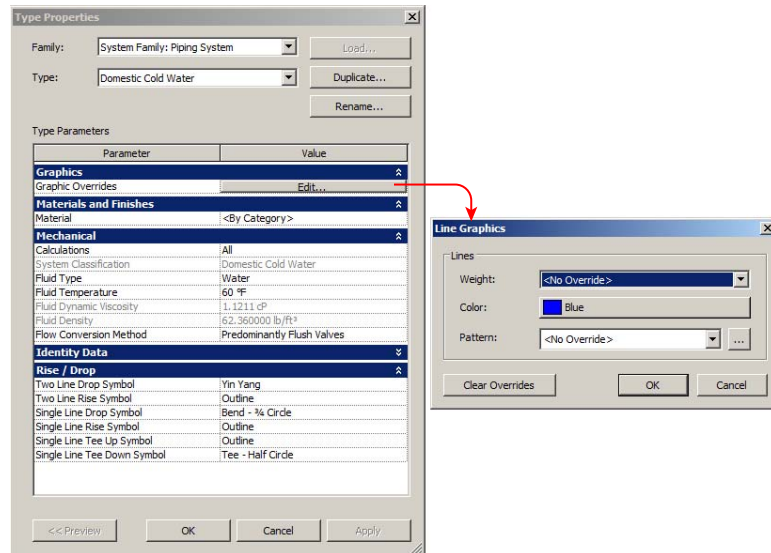 Type Properties
Family: System Family: Piping System Load...
Type: Domestic Cold Water Duplicate...
Rename...
Type Parameters
Parameter Value
Graphics
Graphic Overrides Edit...
Materials and Finishes
Material <By Category>
Mechanical
Calculations All
System Classification Domestic Cold Water
Fluid Type Water
Fluid Temperature 60 °F
Fluid Dynamic Viscosity 1.1211 cP
Fluid Density 62.360000 lb/ft³
Flow Conversion Method Predominantly Flush Valves
Identity Data
Rise / Drop
Two Line Drop Symbol Yin Yang
Two Line Rise Symbol Outline
Single Line Drop Symbol Bend - ¾ Circle
Single Line Rise Symbol Outline
Single Line Tee Up Symbol Outline
Single Line Tee Down Symbol Tee - Half Circle
<< Preview OK Cancel Apply
Line Graphics
Lines
Weight: <No Override>
Color: Blue
Pattern: <No Override> ...
Clear Overrides OK Cancel